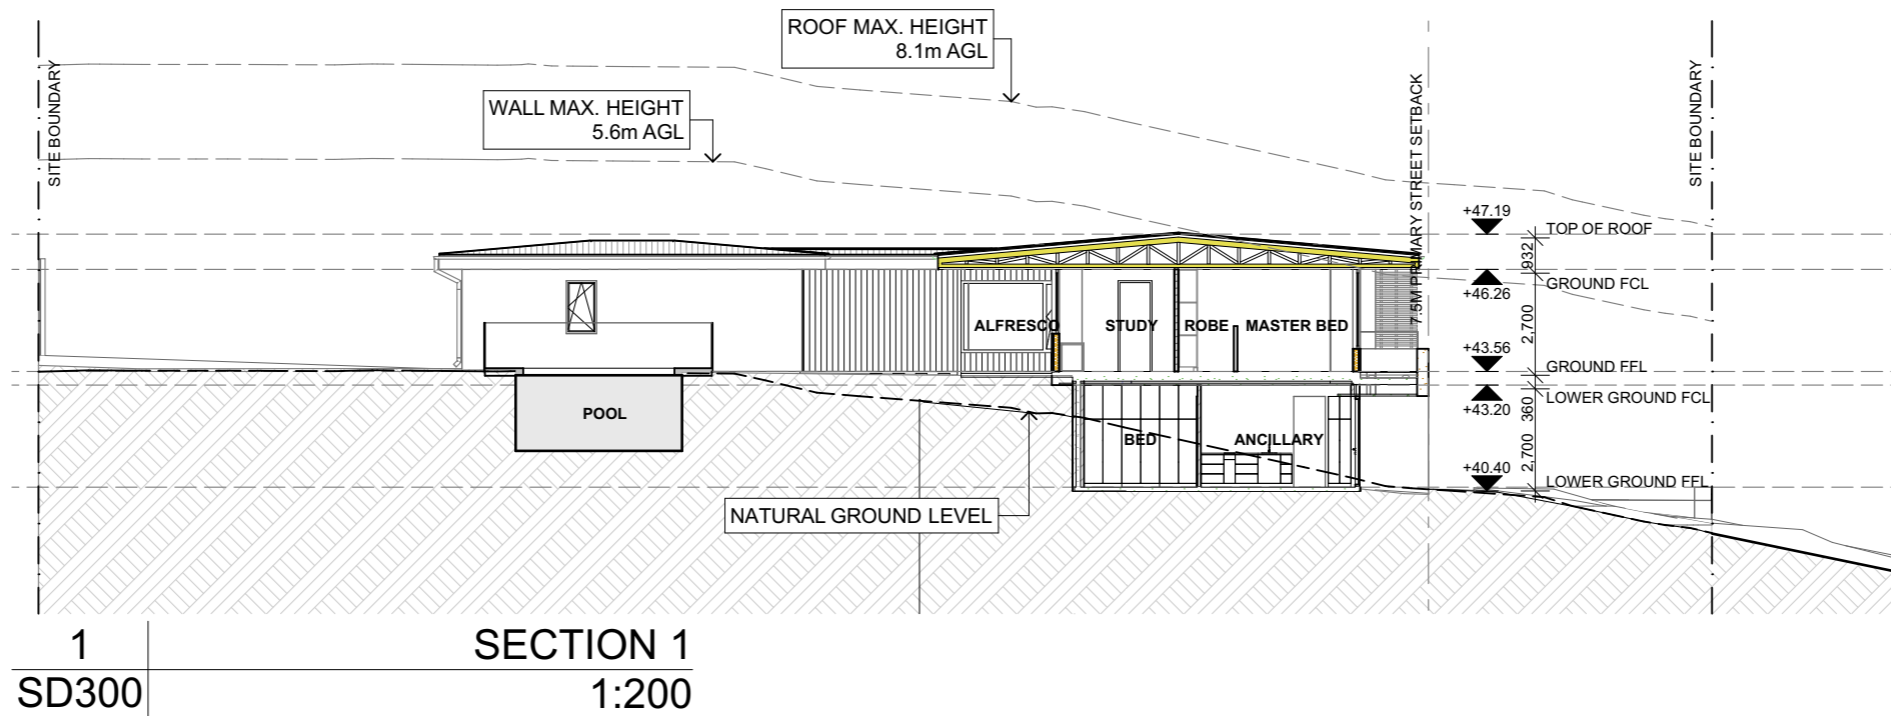 ROOF MAX. HEIGHT
8.1m AGL
WALL MAX. HEIGHT
5.6m AGL
SITE BOUNDARY
7.5M PRIMARY STREET SETBACK
SITE BOUNDARY
+47.19
TOP OF ROOF
932
+46.26
GROUND FCL
2,700
ALFRESCO
STUDY
ROBE
MASTER BED
+43.56
GROUND FFL
360
+43.20
LOWER GROUND FCL
2,700
POOL
BED
ANCILLARY
+40.40
LOWER GROUND FFL
NATURAL GROUND LEVEL
1
SECTION 1
SD300
1:200